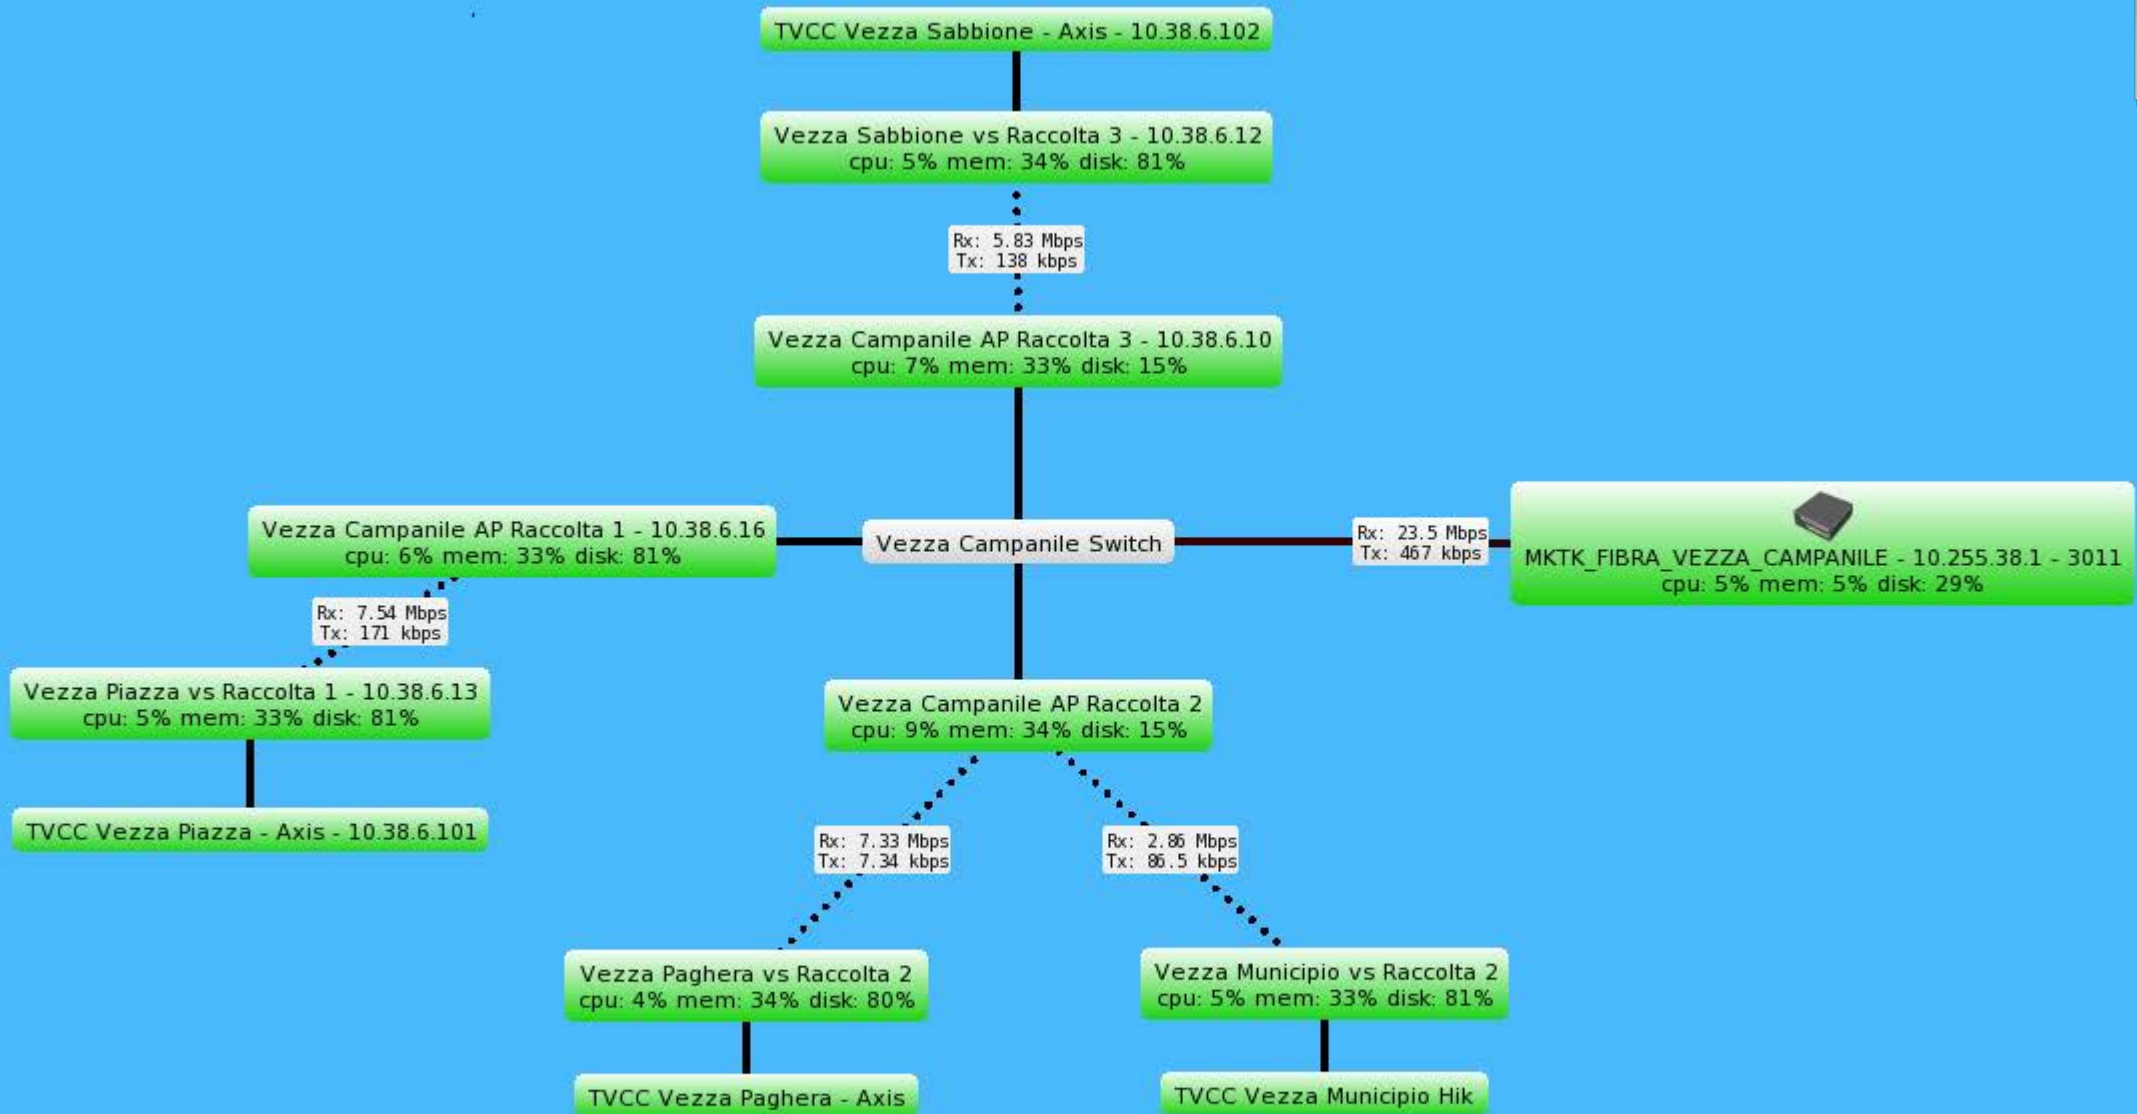 TVCC Vezza Sabbione - Axis - 10.38.6.102
Vezza Sabbione vs Raccolta 3 - 10.38.6.12
cpu: 5% mem: 34% disk: 81%
Rx: 5.83 Mbps
Tx: 138 kbps
Vezza Campanile AP Raccolta 3 - 10.38.6.10
cpu: 7% mem: 33% disk: 15%
Vezza Campanile AP Raccolta 1 - 10.38.6.16
cpu: 6% mem: 33% disk: 81%
Vezza Campanile Switch
Rx: 23.5 Mbps
Tx: 467 kbps
MKTK_FIBRA_VEZZA_CAMPANILE - 10.255.38.1 - 3011
cpu: 5% mem: 5% disk: 29%
Rx: 7.54 Mbps
Tx: 171 kbps
Vezza Piazza vs Raccolta 1 - 10.38.6.13
cpu: 5% mem: 33% disk: 81%
Vezza Campanile AP Raccolta 2
cpu: 9% mem: 34% disk: 15%
TVCC Vezza Piazza - Axis - 10.38.6.101
Rx: 7.33 Mbps
Tx: 7.34 kbps
Rx: 2.86 Mbps
Tx: 86.5 kbps
Vezza Paghera vs Raccolta 2
cpu: 4% mem: 34% disk: 80%
Vezza Municipio vs Raccolta 2
cpu: 5% mem: 33% disk: 81%
TVCC Vezza Paghera - Axis
TVCC Vezza Municipio Hik